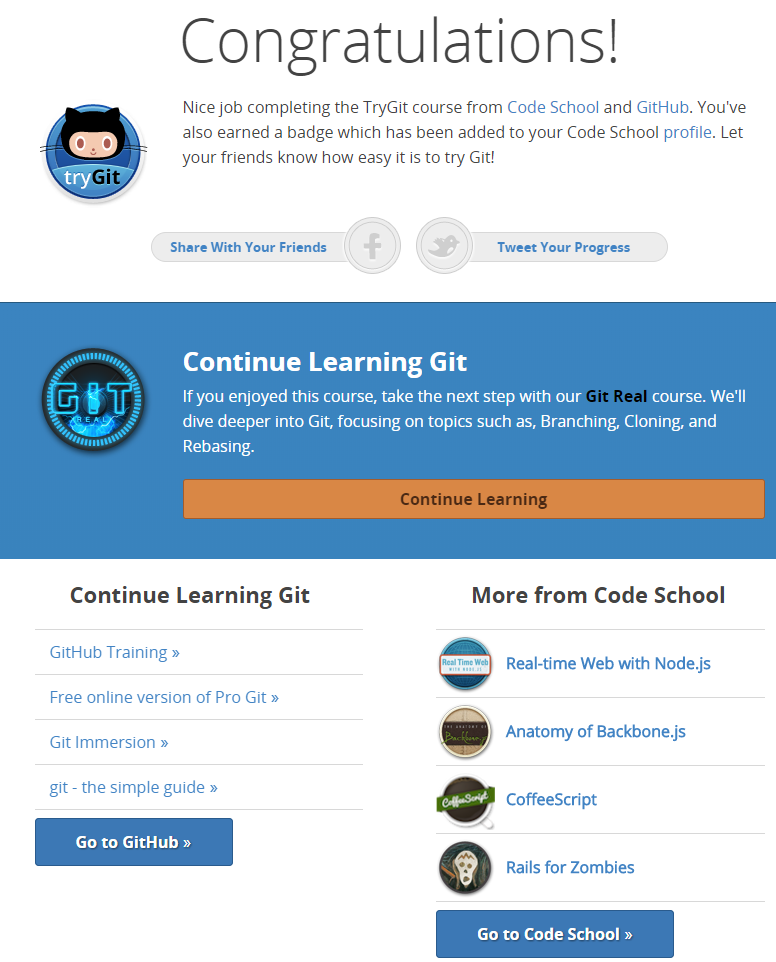 Congratulations!
Nice job completing the TryGit course from Code School and GitHub. You've
also earned a badge which has been added to your Code School profile. Let
your friends know how easy it is to try Git!
tryGit
Share With Your Friends
Tweet Your Progress
Continue Learning Git
If you enjoyed this course, take the next step with our Git Real course. We'll
dive deeper into Git, focusing on topics such as, Branching, Cloning, and
Rebasing.
GIT
REAL
Continue Learning
Continue Learning Git
GitHub Training »
Free online version of Pro Git »
Git Immersion »
git - the simple guide »
Go to GitHub »
More from Code School
Real Time Web
WITH NODE JS
Real-time Web with Node.js
THE ANATOMY OF
Backbone.js
Anatomy of Backbone.js
CoffeeScript
CoffeeScript
Rails for Zombies
Go to Code School »